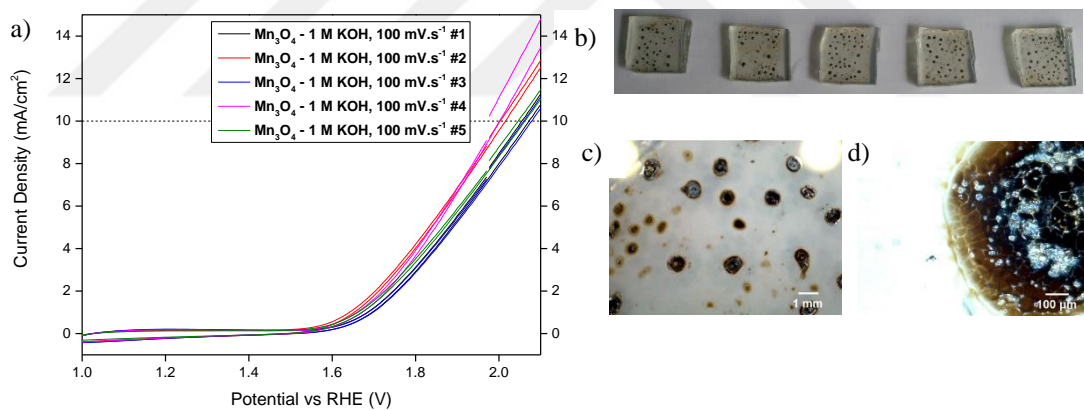 a)
Current Density (mA/cm²)
14
12
10
8
6
4
2
0
Mn₃O₄ - 1 M KOH, 100 mV.s⁻¹ #1
Mn₃O₄ - 1 M KOH, 100 mV.s⁻¹ #2
Mn₃O₄ - 1 M KOH, 100 mV.s⁻¹ #3
Mn₃O₄ - 1 M KOH, 100 mV.s⁻¹ #4
Mn₃O₄ - 1 M KOH, 100 mV.s⁻¹ #5
14
12
10
8
6
4
2
0
1.0 1.2 1.4 1.6 1.8 2.0
Potential vs RHE (V)
b)
c)
1 mm
d)
100 µm